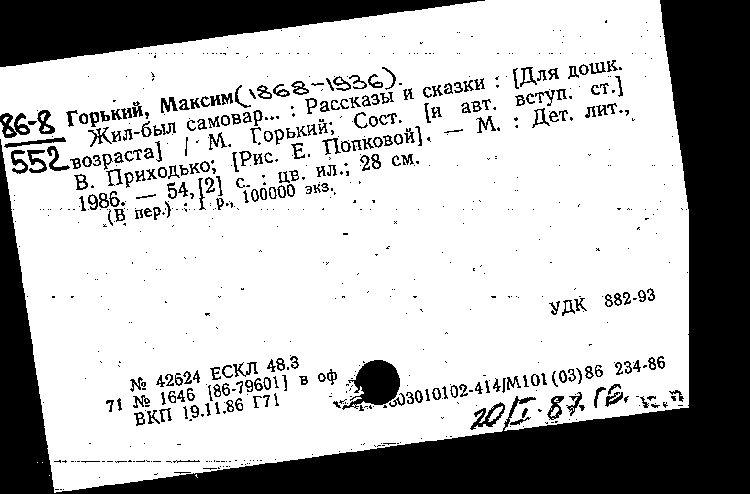 Горький, Максим (1868-1936).
86-8
552
Жил-был самовар... : Рассказы и сказки : [Для дошк.
возраста] / М. Горький; Сост. [и авт. вступ. ст.]
В. Приходько; [Рис. Е. Попковой]. — М. : Дет. лит.,
1986. — 54,[2] с. : цв. ил.; 28 см.
(В пер.) : 1 р., 100000 экз.
УДК 882-93
№ 42624 ЕСКЛ 48.3
71 № 1646 [86-79601] в оф
ВКП 19.11.86 Г71
803010102-414/М101(03)86 234-86
20/I-87.